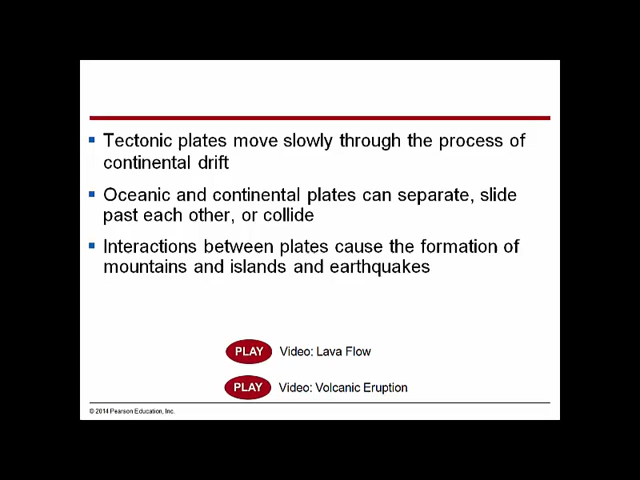 Tectonic plates move slowly through the process of
continental drift
Oceanic and continental plates can separate, slide
past each other, or collide
Interactions between plates cause the formation of
mountains and islands and earthquakes
PLAY Video: Lava Flow
PLAY Video: Volcanic Eruption
© 2014 Pearson Education, Inc.